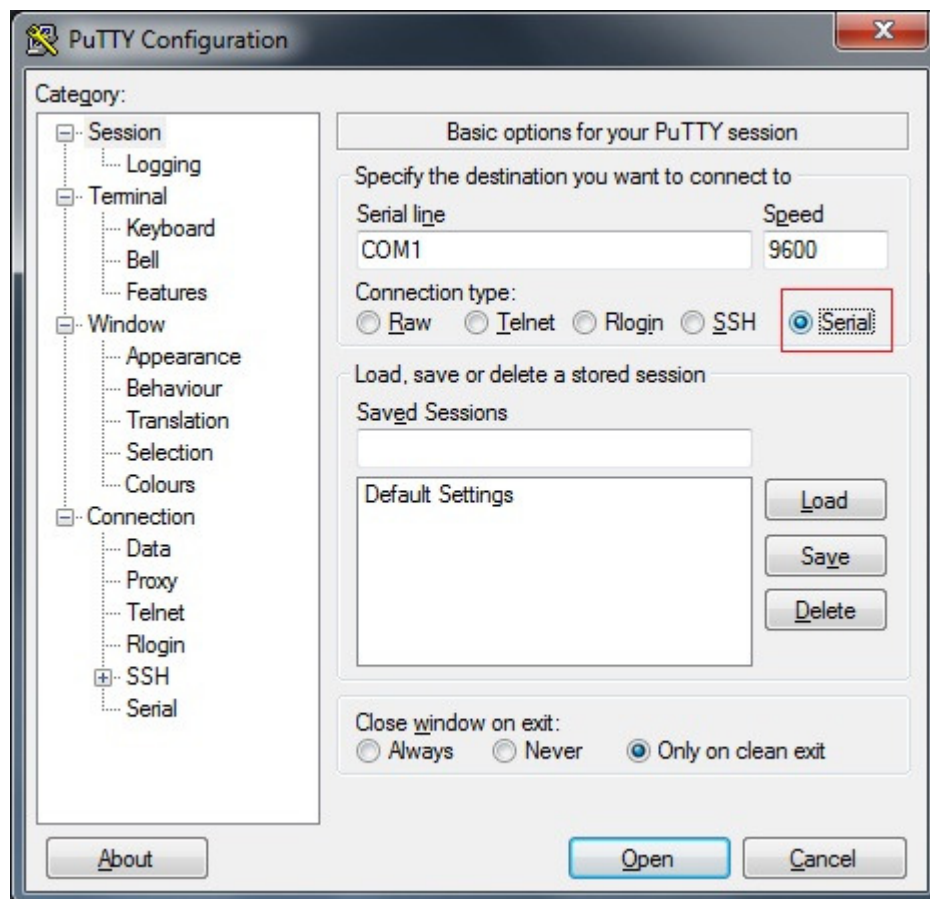 PuTTY Configuration
Category:
Session
Logging
Terminal
Keyboard
Bell
Features
Window
Appearance
Behaviour
Translation
Selection
Colours
Connection
Data
Proxy
Telnet
Rlogin
SSH
Serial
Basic options for your PuTTY session
Specify the destination you want to connect to
Serial line Speed
COM1 9600
Connection type:
Raw Telnet Rlogin SSH Serial
Load, save or delete a stored session
Saved Sessions
Default Settings
Load
Save
Delete
Close window on exit:
Always Never Only on clean exit
About Open Cancel